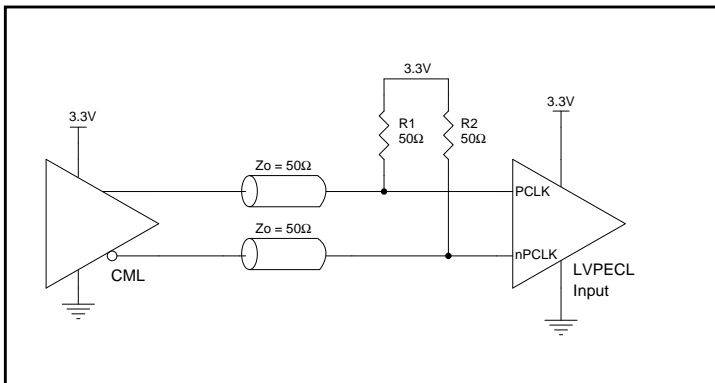 3.3V
3.3V
3.3V
R1
50Ω
R2
50Ω
Zo = 50Ω
PCLK
Zo = 50Ω
nPCLK
CML
LVPECL
Input